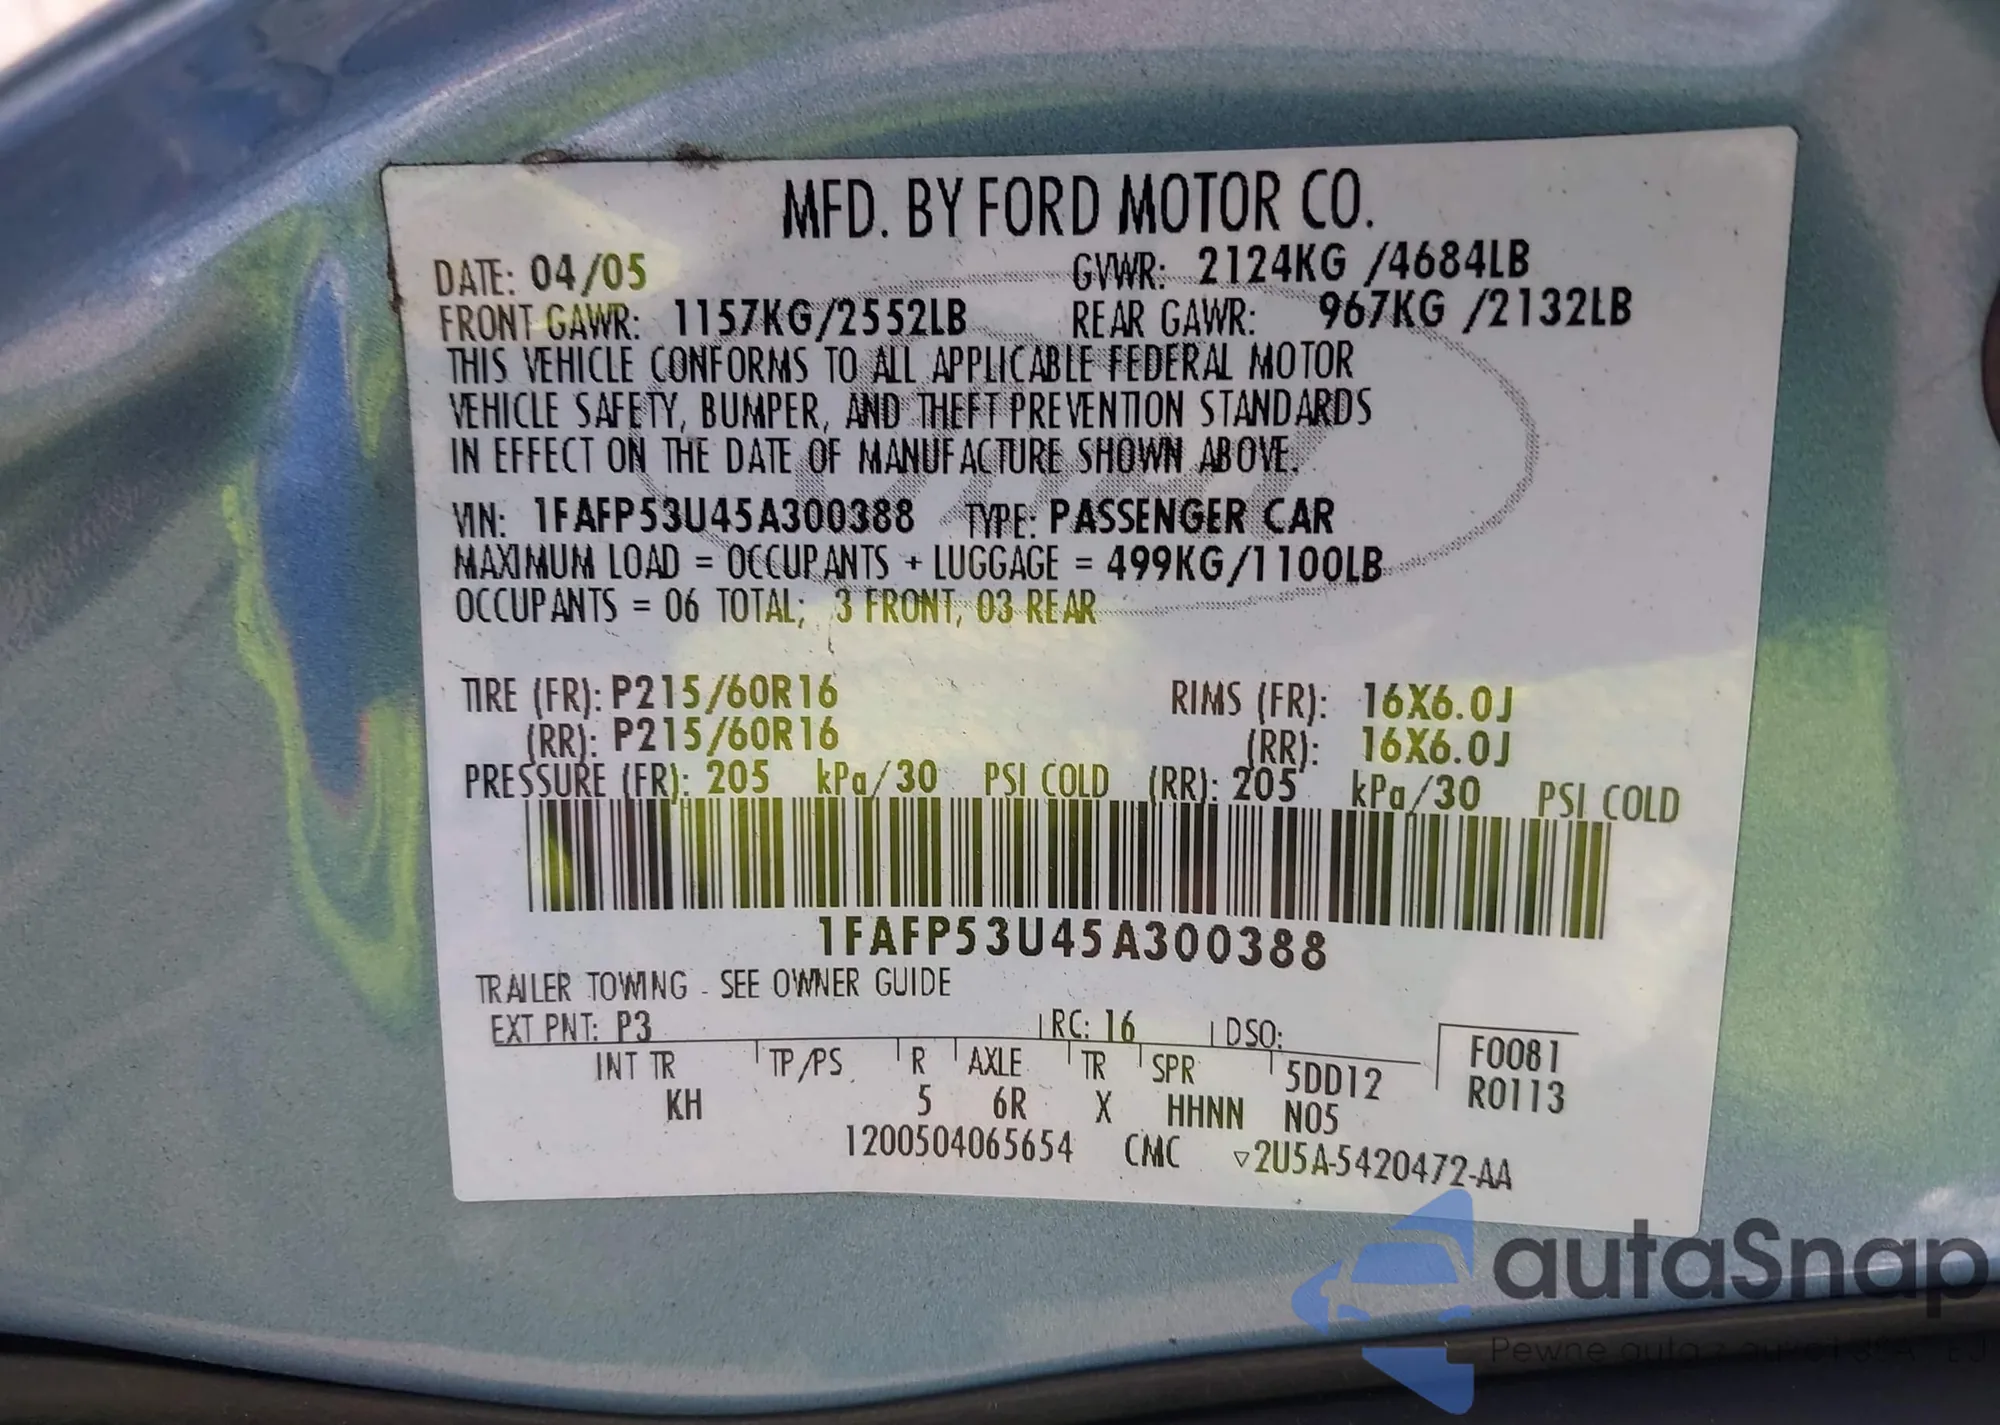 MFD. BY FORD MOTOR CO.
DATE: 04/05 GVWR: 2124KG /4684LB
FRONT GAWR: 1157KG/2552LB REAR GAWR: 967KG /2132LB
THIS VEHICLE CONFORMS TO ALL APPLICABLE FEDERAL MOTOR
VEHICLE SAFETY, BUMPER, AND THEFT PREVENTION STANDARDS
IN EFFECT ON THE DATE OF MANUFACTURE SHOWN ABOVE.
VIN: 1FAFP53U45A300388 TYPE: PASSENGER CAR
MAXIMUM LOAD = OCCUPANTS + LUGGAGE = 499KG/1100LB
OCCUPANTS = 06 TOTAL; 3 FRONT, 03 REAR
TIRE (FR): P215/60R16 RIMS (FR): 16X6.0J
(RR): P215/60R16 (RR): 16X6.0J
PRESSURE (FR): 205 kPa/30 PSI COLD (RR): 205 kPa/30 PSI COLD
1FAFP53U45A300388
TRAILER TOWING - SEE OWNER GUIDE
EXT PNT: P3 RC: 16 DSO: F0081
INT TR TP/PS R AXLE TR SPR 5DD12 R0113
KH 5 6R X HHNN N05
1200504065654 CMC ▽2U5A-5420472-AA
autaSnap
Pewne auta z